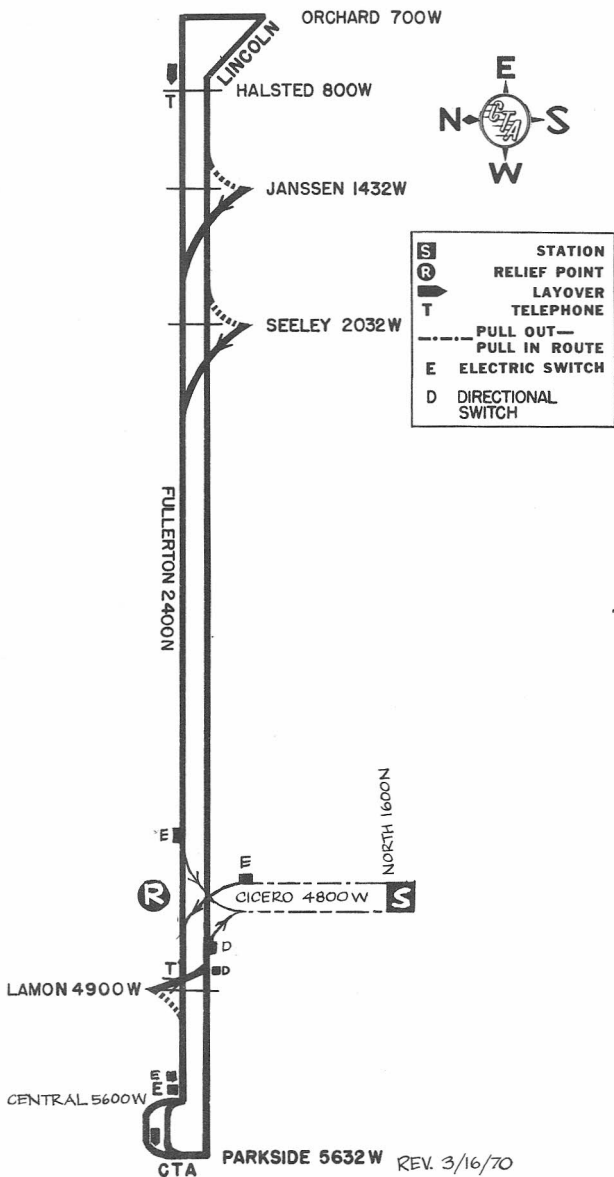 ORCHARD 700W
LINCOLN
T
HALSTED 800W
E
N
CTA
S
W
JANSSEN 1432W
S STATION
R RELIEF POINT
LAYOVER
T TELEPHONE
PULL OUT—
PULL IN ROUTE
E ELECTRIC SWITCH
D DIRECTIONAL
SWITCH
SEELEY 2032W
FULLERTON 2400N
NORTH 1600N
E
E
R
CICERO 4800W
S
D
T
D
LAMON 4900W
E
E
CENTRAL 5600W
CTA
PARKSIDE 5632W
REV. 3/16/70